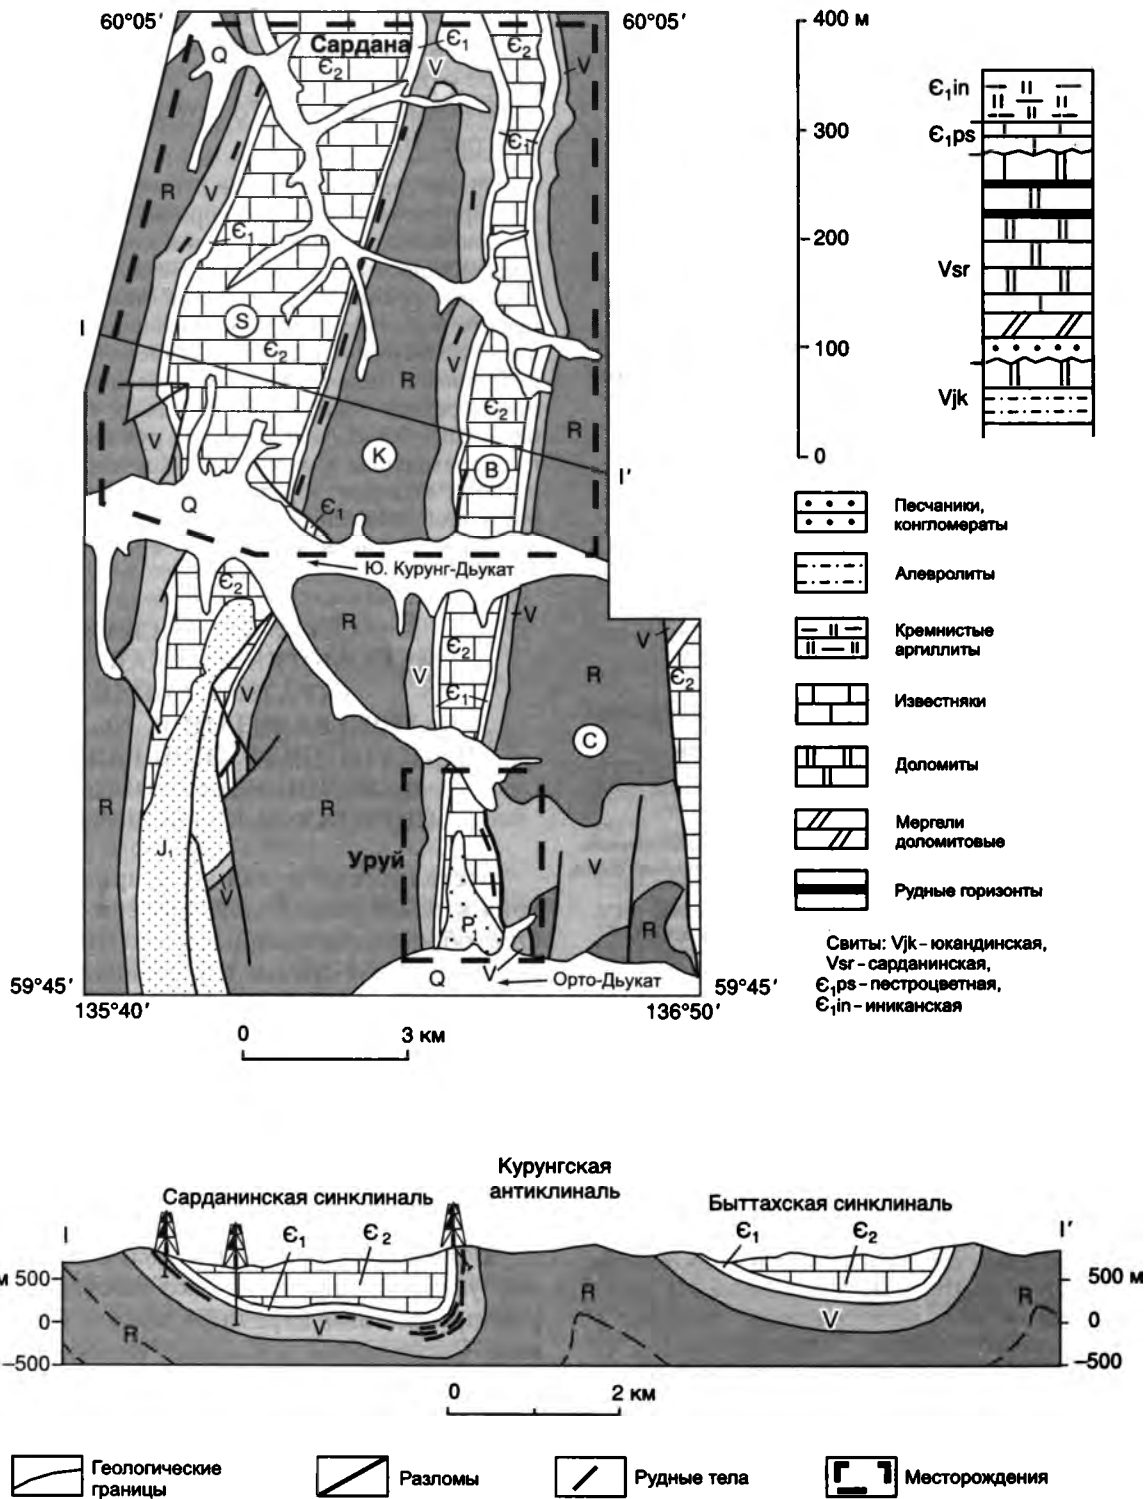 60°05′
60°05′
Сардана
Q
Є₁
Є₂
Є₂
V
V
Є₁
R
V
Є₁
S
Є₂
I
R
V
Є₂
R
V
K
B
I′
Q
Є₁
Ю. Курунг-Дьукат
Є₂
R
V
V
Є₂
Є₂
V
V
Є₁
R
C
R
R
J₁
Уруй
V
V
P
R
V
Q
Орто-Дьукат
59°45′
59°45′
135°40′
136°50′
0
3 км
400 м
300
200
100
0
Є₁in
Є₁ps
Vsr
Vjk
Песчаники,
конгломераты
Алевролиты
Кремнистые
аргиллиты
Известняки
Доломиты
Мергели
доломитовые
Рудные горизонты
Свиты: Vjk – юкандинская,
Vsr – сарданинская,
Є₁ps – пестроцветная,
Є₁in – иниканская
Курунгская
антиклиналь
Сарданинская синклиналь
Быттахская синклиналь
I
Є₁
Є₂
Є₁
Є₂
I′
м 500
500 м
R
R
0
V
V
0
R
–500
–500
0
2 км
Геологические
границы
Разломы
Рудные тела
Месторождения